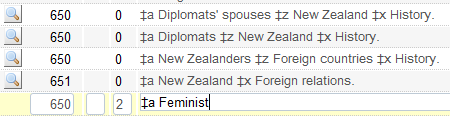 650 0 ‡a Diplomats' spouses ‡z New Zealand ‡x History.
650 0 ‡a Diplomats ‡z New Zealand ‡x History.
650 0 ‡a New Zealanders ‡z Foreign countries ‡x History.
651 0 ‡a New Zealand ‡x Foreign relations.
650 2 ‡a Feminist